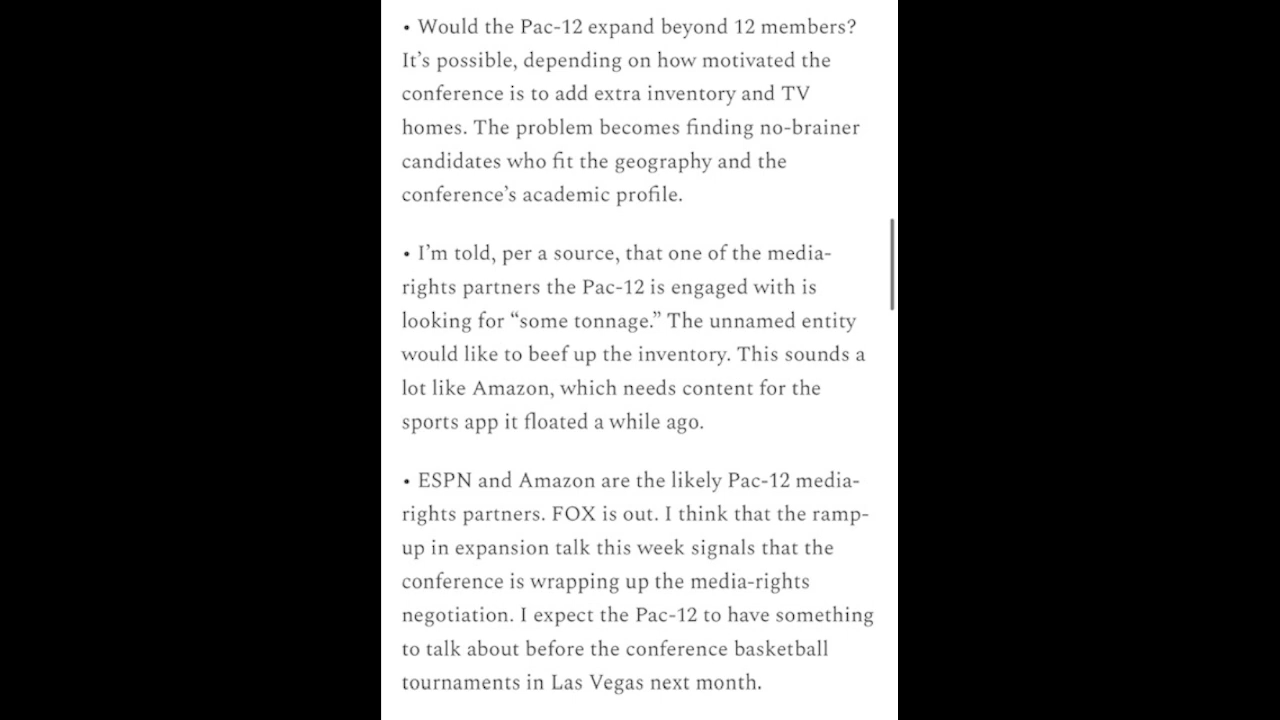 • Would the Pac-12 expand beyond 12 members?
It’s possible, depending on how motivated the
conference is to add extra inventory and TV
homes. The problem becomes finding no-brainer
candidates who fit the geography and the
conference’s academic profile.
• I’m told, per a source, that one of the media-
rights partners the Pac-12 is engaged with is
looking for “some tonnage.” The unnamed entity
would like to beef up the inventory. This sounds a
lot like Amazon, which needs content for the
sports app it floated a while ago.
• ESPN and Amazon are the likely Pac-12 media-
rights partners. FOX is out. I think that the ramp-
up in expansion talk this week signals that the
conference is wrapping up the media-rights
negotiation. I expect the Pac-12 to have something
to talk about before the conference basketball
tournaments in Las Vegas next month.